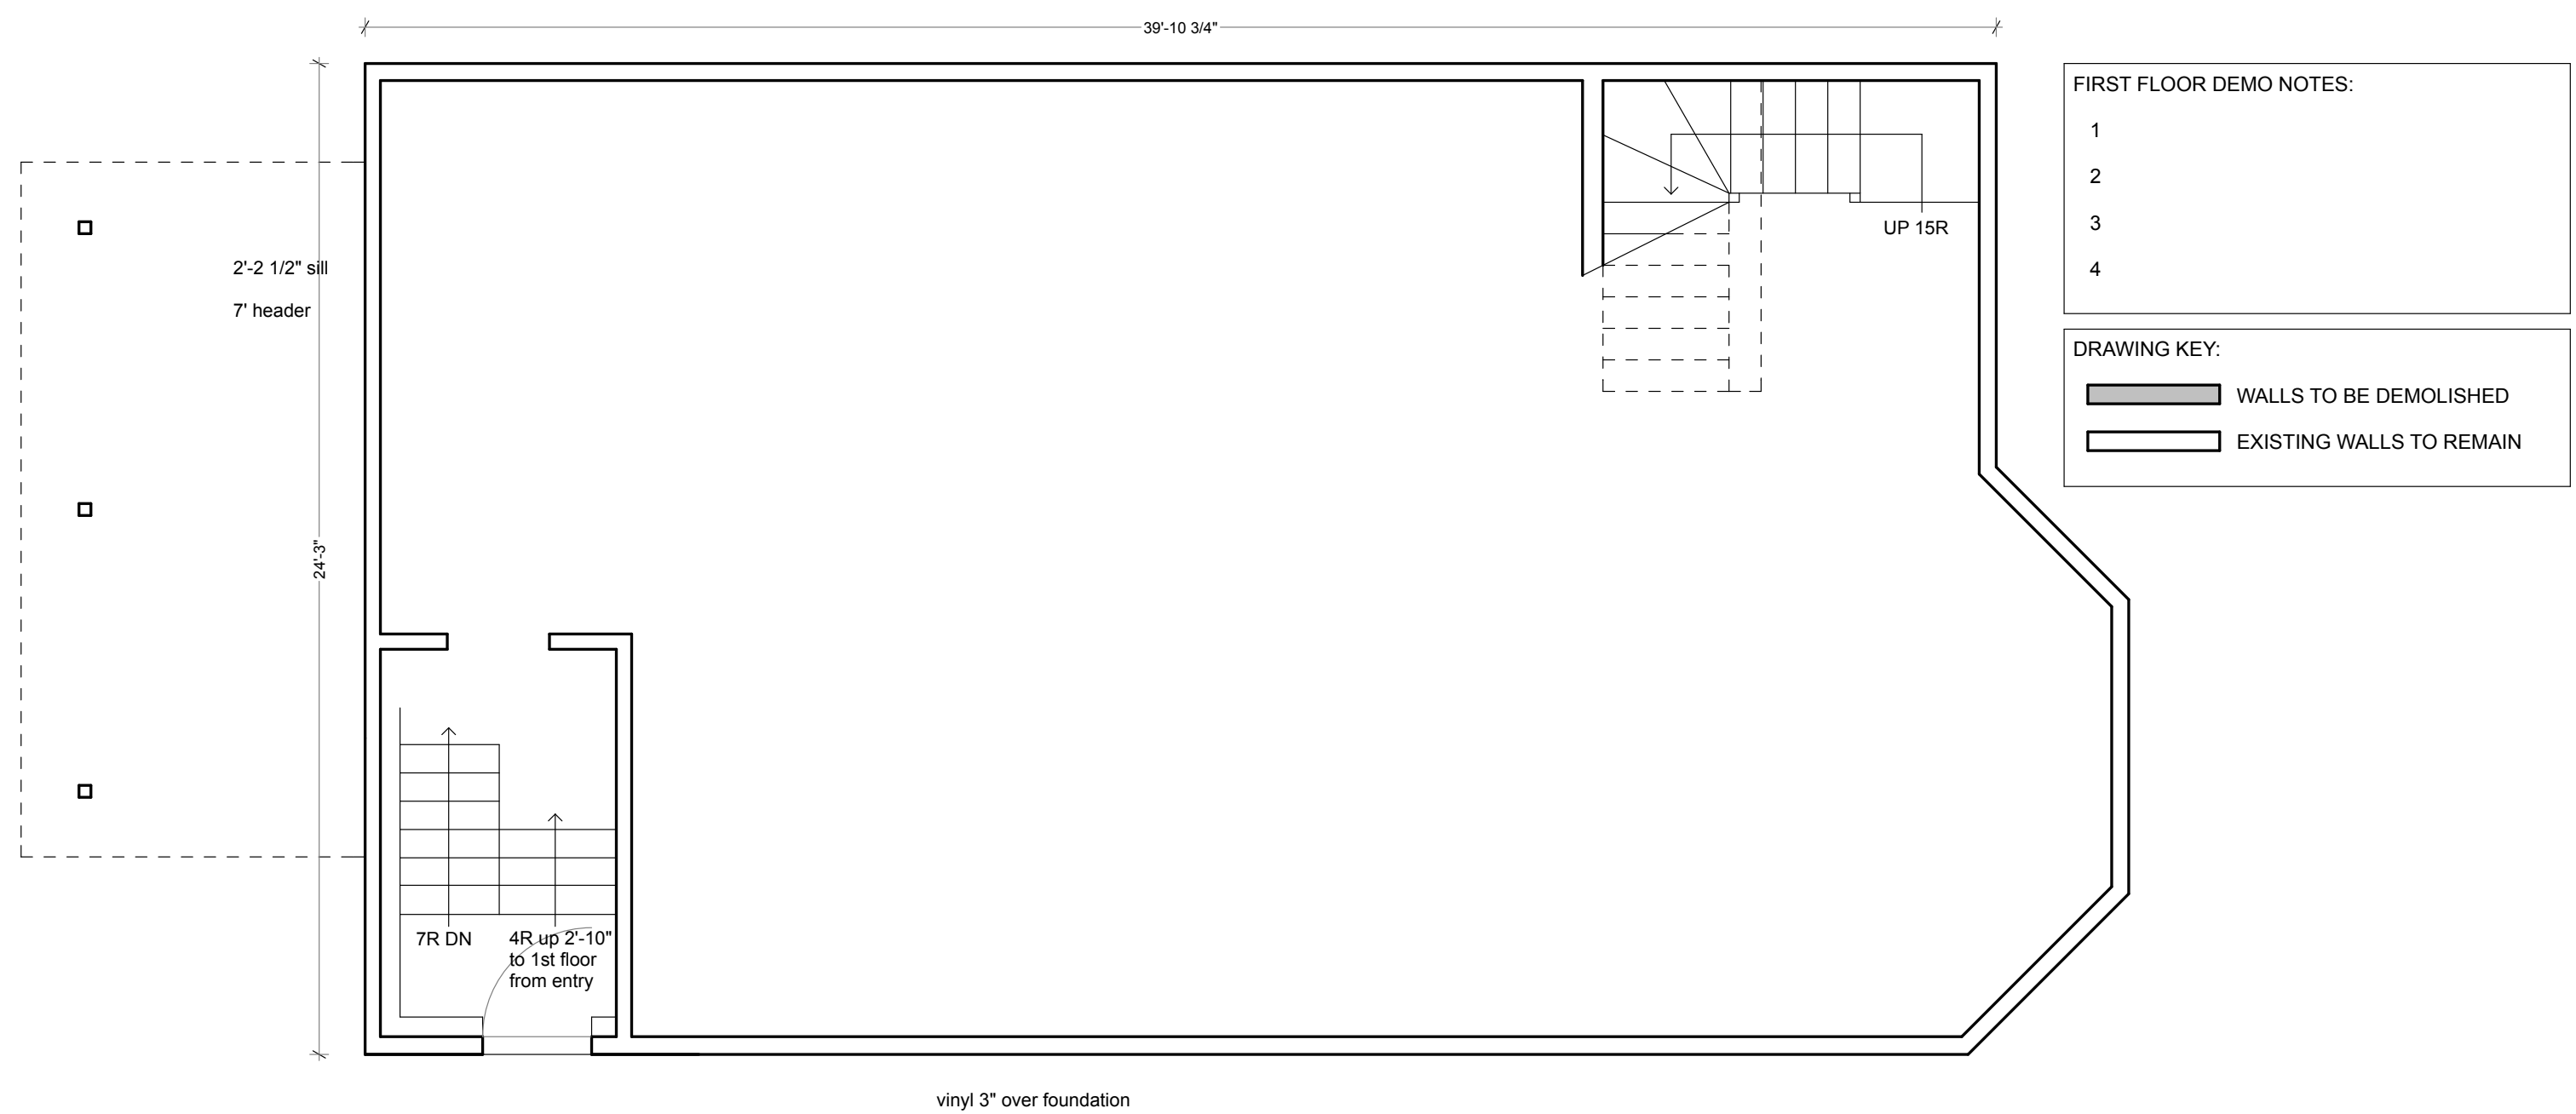 39'-10 3/4"
FIRST FLOOR DEMO NOTES:
1
2
3
4
UP 15R
2'-2 1/2" sill
7' header
DRAWING KEY:
WALLS TO BE DEMOLISHED
EXISTING WALLS TO REMAIN
24'-3"
7R DN
4R up 2'-10"
to 1st floor
from entry
vinyl 3" over foundation